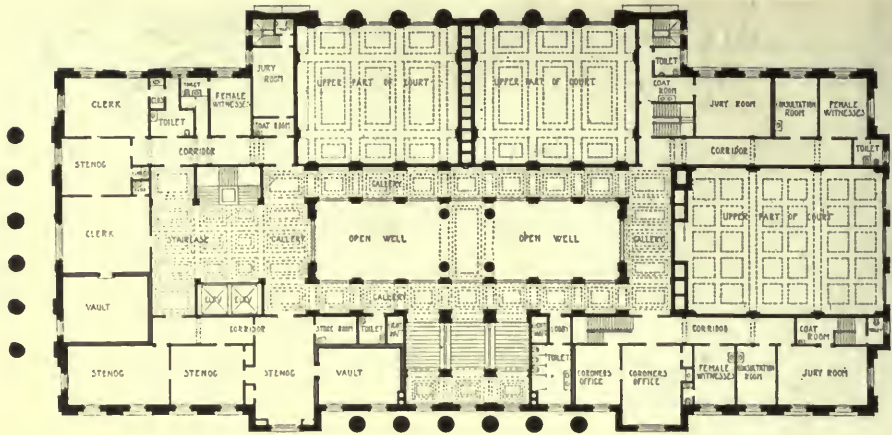 JURY
ROOM
UPPER PART OF COURT
UPPER PART OF COURT
TOILET
COAT
ROOM
CLERK
TOILET
FEMALE
WITNESSES
COAT ROOM
JURY ROOM
CONSULTATION
ROOM
FEMALE
WITNESSES
STENOG
CORRIDOR
CORRIDOR
TOILET
GALLERY
CLERK
STAIRCASE
GALLERY
OPEN WELL
OPEN WELL
GALLERY
UPPER PART OF COURT
VAULT
ELEV
ELEV
GALLERY
CORRIDOR
STORE ROOM
TOILET
LOBBY
CORRIDOR
COAT
ROOM
STENOG
STENOG
STENOG
VAULT
TOILET
CORONERS
OFFICE
CORONERS
OFFICE
FEMALE
WITNESSES
CONSULTATION
ROOM
JURY ROOM